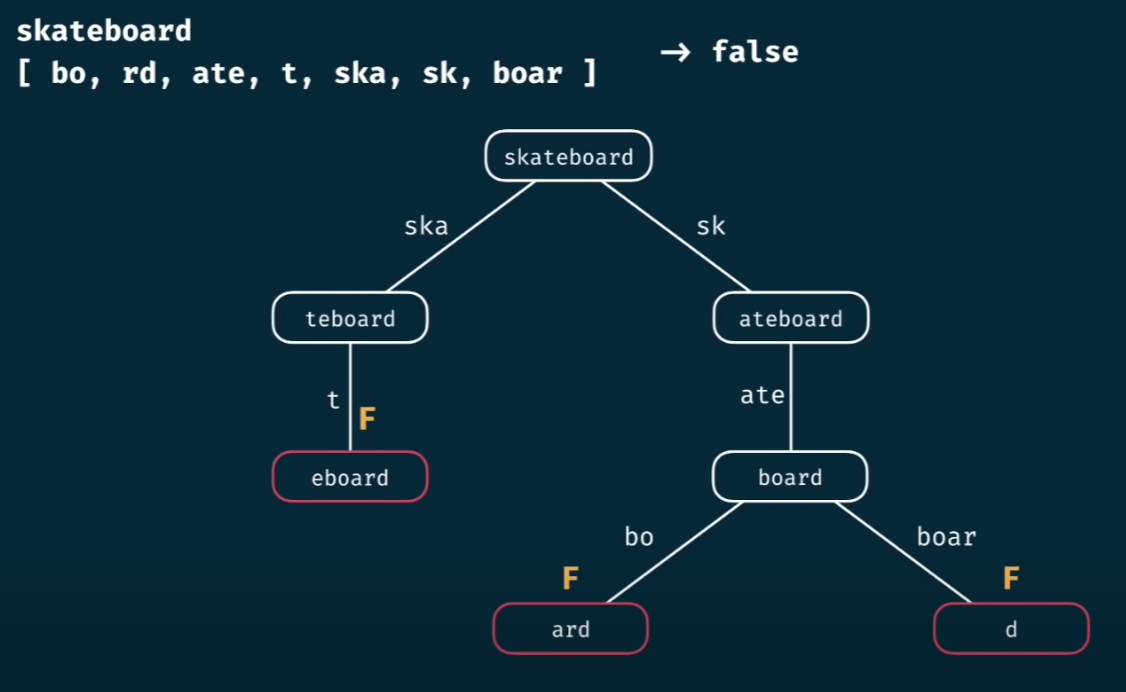 skateboard
[ bo, rd, ate, t, ska, sk, boar ]
→ false
skateboard
ska
sk
teboard
ateboard
t
F
ate
eboard
board
bo
boar
F
F
ard
d